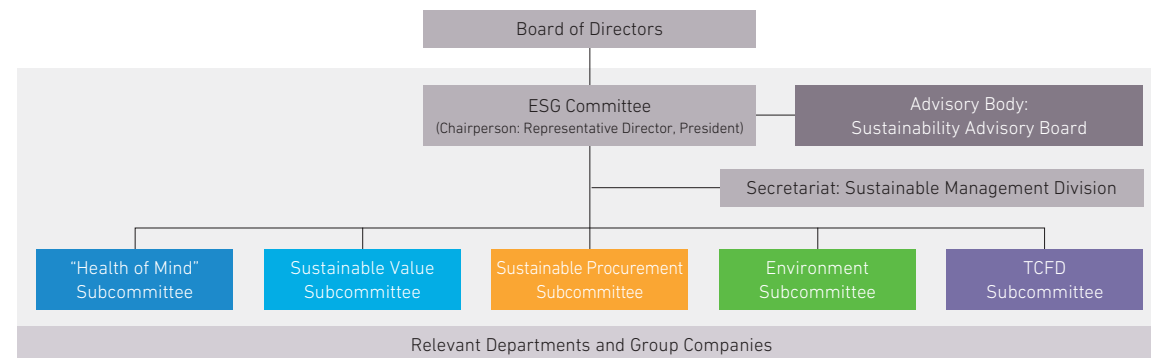 Board of Directors
ESG Committee
(Chairperson: Representative Director, President)
Advisory Body:
Sustainability Advisory Board
Secretariat: Sustainable Management Division
“Health of Mind”
Subcommittee
Sustainable Value
Subcommittee
Sustainable Procurement
Subcommittee
Environment
Subcommittee
TCFD
Subcommittee
Relevant Departments and Group Companies